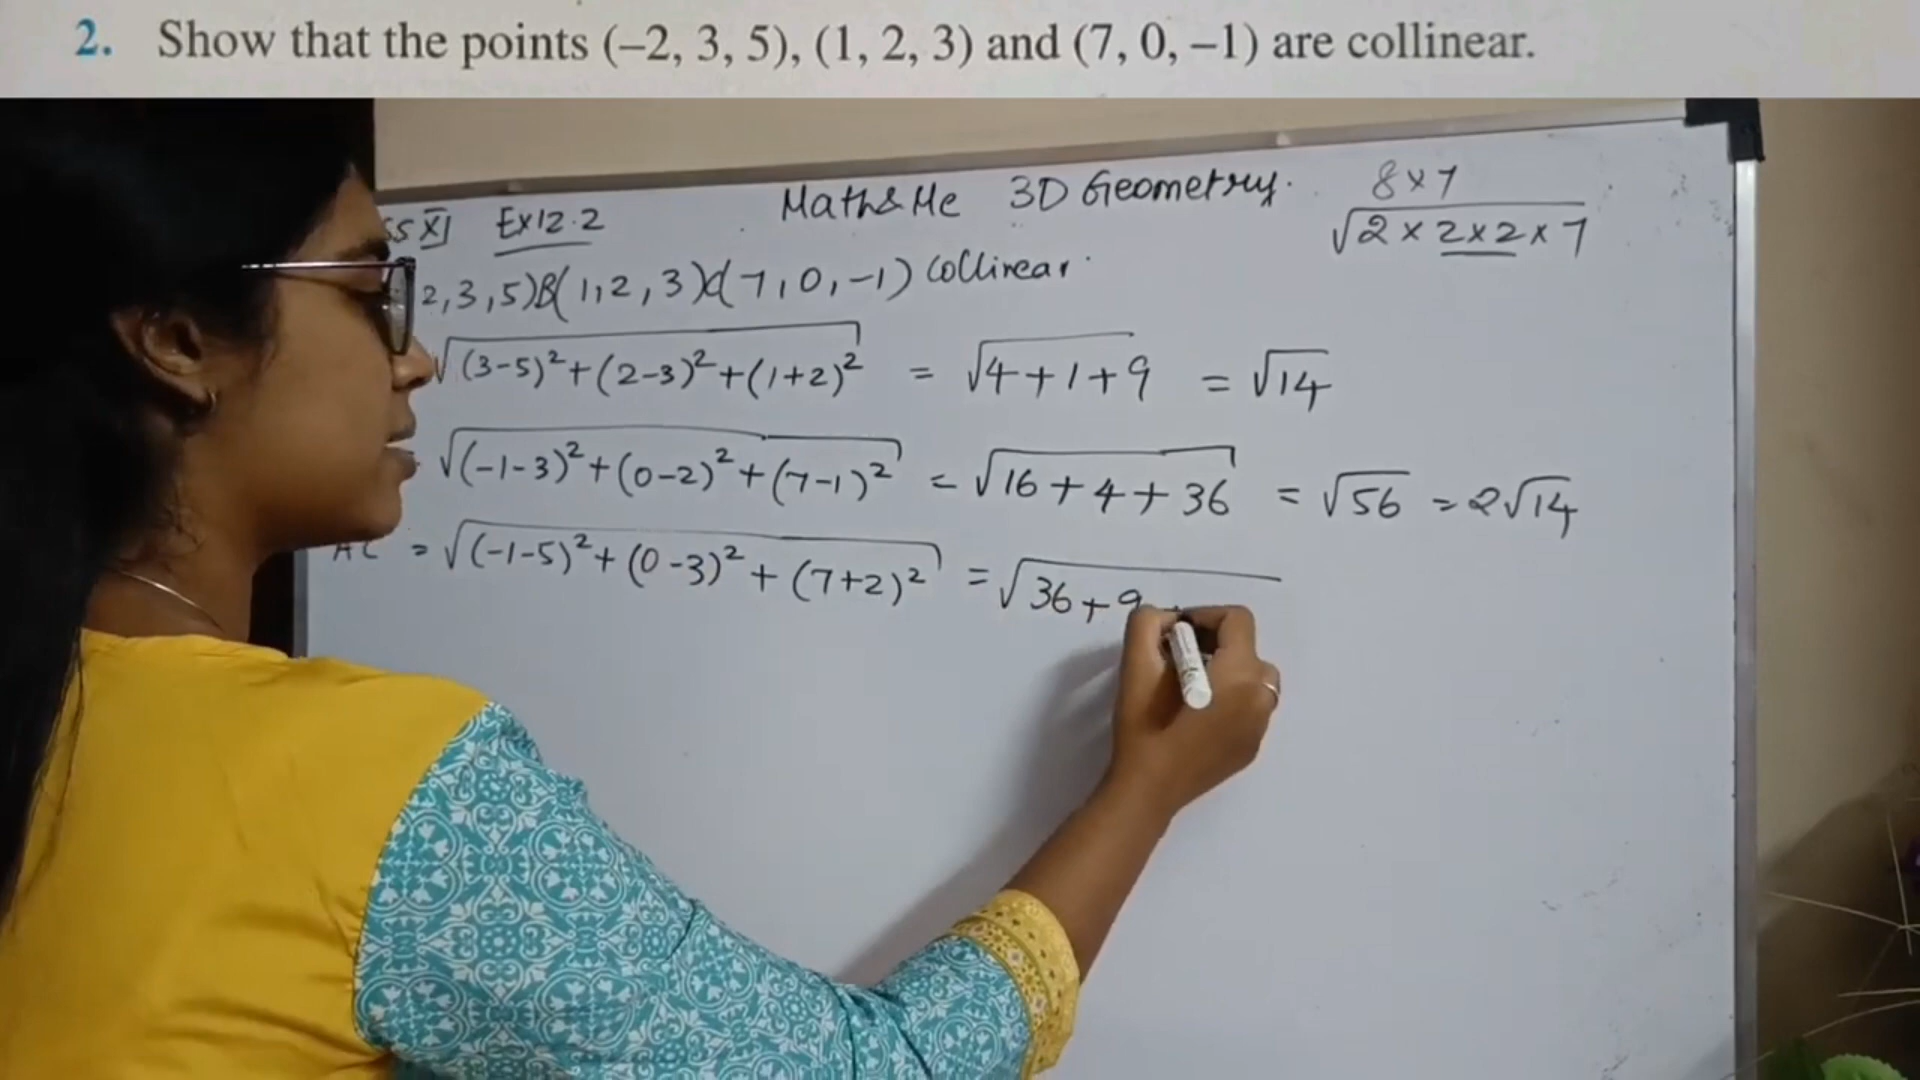 2. Show that the points (–2, 3, 5), (1, 2, 3) and (7, 0, –1) are collinear.
Math&Me 3D Geometry.
8×7
√2×2×2×7
SS XI Ex12.2
2,3,5)B(1,2,3)C(7,0,-1) Collinear.
√(3-5)²+(2-3)²+(1+2)² = √4+1+9 = √14
√(-1-3)²+(0-2)²+(7-1)² = √16+4+36 = √56 = 2√14
AC = √(-1-5)²+(0-3)²+(7+2)² = √36+9